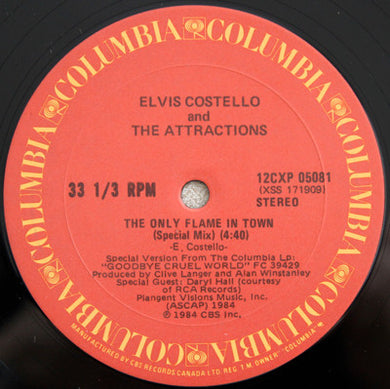 COLUMBIA COLUMBIA COLUMBIA COLUMBIA COLUMBIA COLUMBIA
ELVIS COSTELLO
and
THE ATTRACTIONS
33 1/3 RPM
12CXP 05081
(XSS 171909)
STEREO
THE ONLY FLAME IN TOWN
(Special Mix) (4:40)
-E. Costello-
Special Version From The Columbia Lp:
"GOODBYE CRUEL WORLD" FC 39429
Produced by Clive Langer and Alan Winstanley
Special Guest: Daryl Hall (courtesy
of RCA Records)
Plangent Visions Music, Inc.
(ASCAP) 1984
℗ 1984 CBS Inc.
MANUFACTURED BY CBS RECORDS CANADA LTD. REG. T.M. OWNER "COLUMBIA"